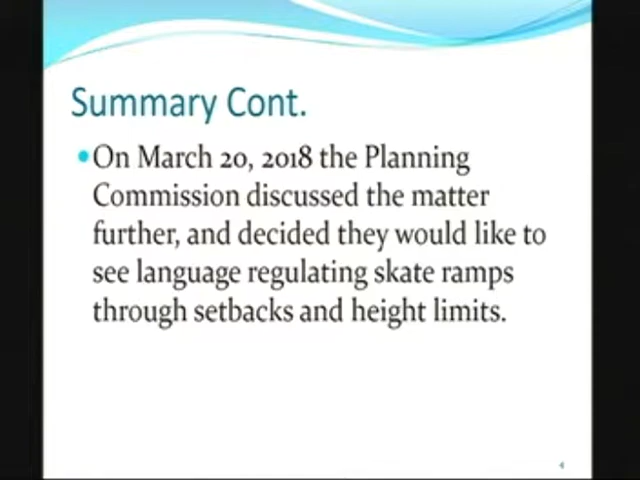 Summary Cont.
•On March 20, 2018 the Planning
Commission discussed the matter
further, and decided they would like to
see language regulating skate ramps
through setbacks and height limits.
4